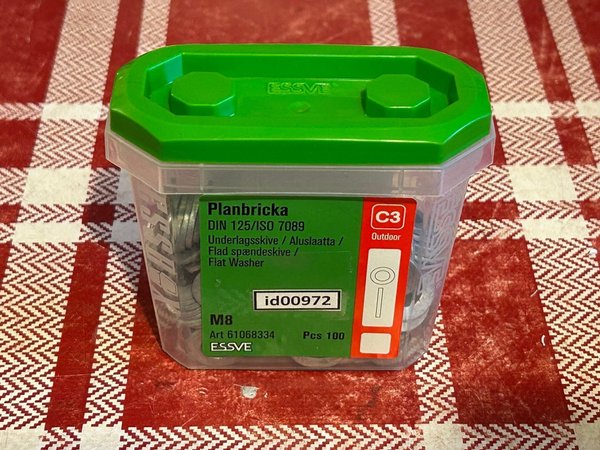 ESSVE
Planbricka
DIN 125/ISO 7089
Underlagsskive / Aluslaatta /
Flad spændeskive /
Flat Washer
id00972
M8
Art 61068334 Pcs 100
ESSVE
C3
Outdoor